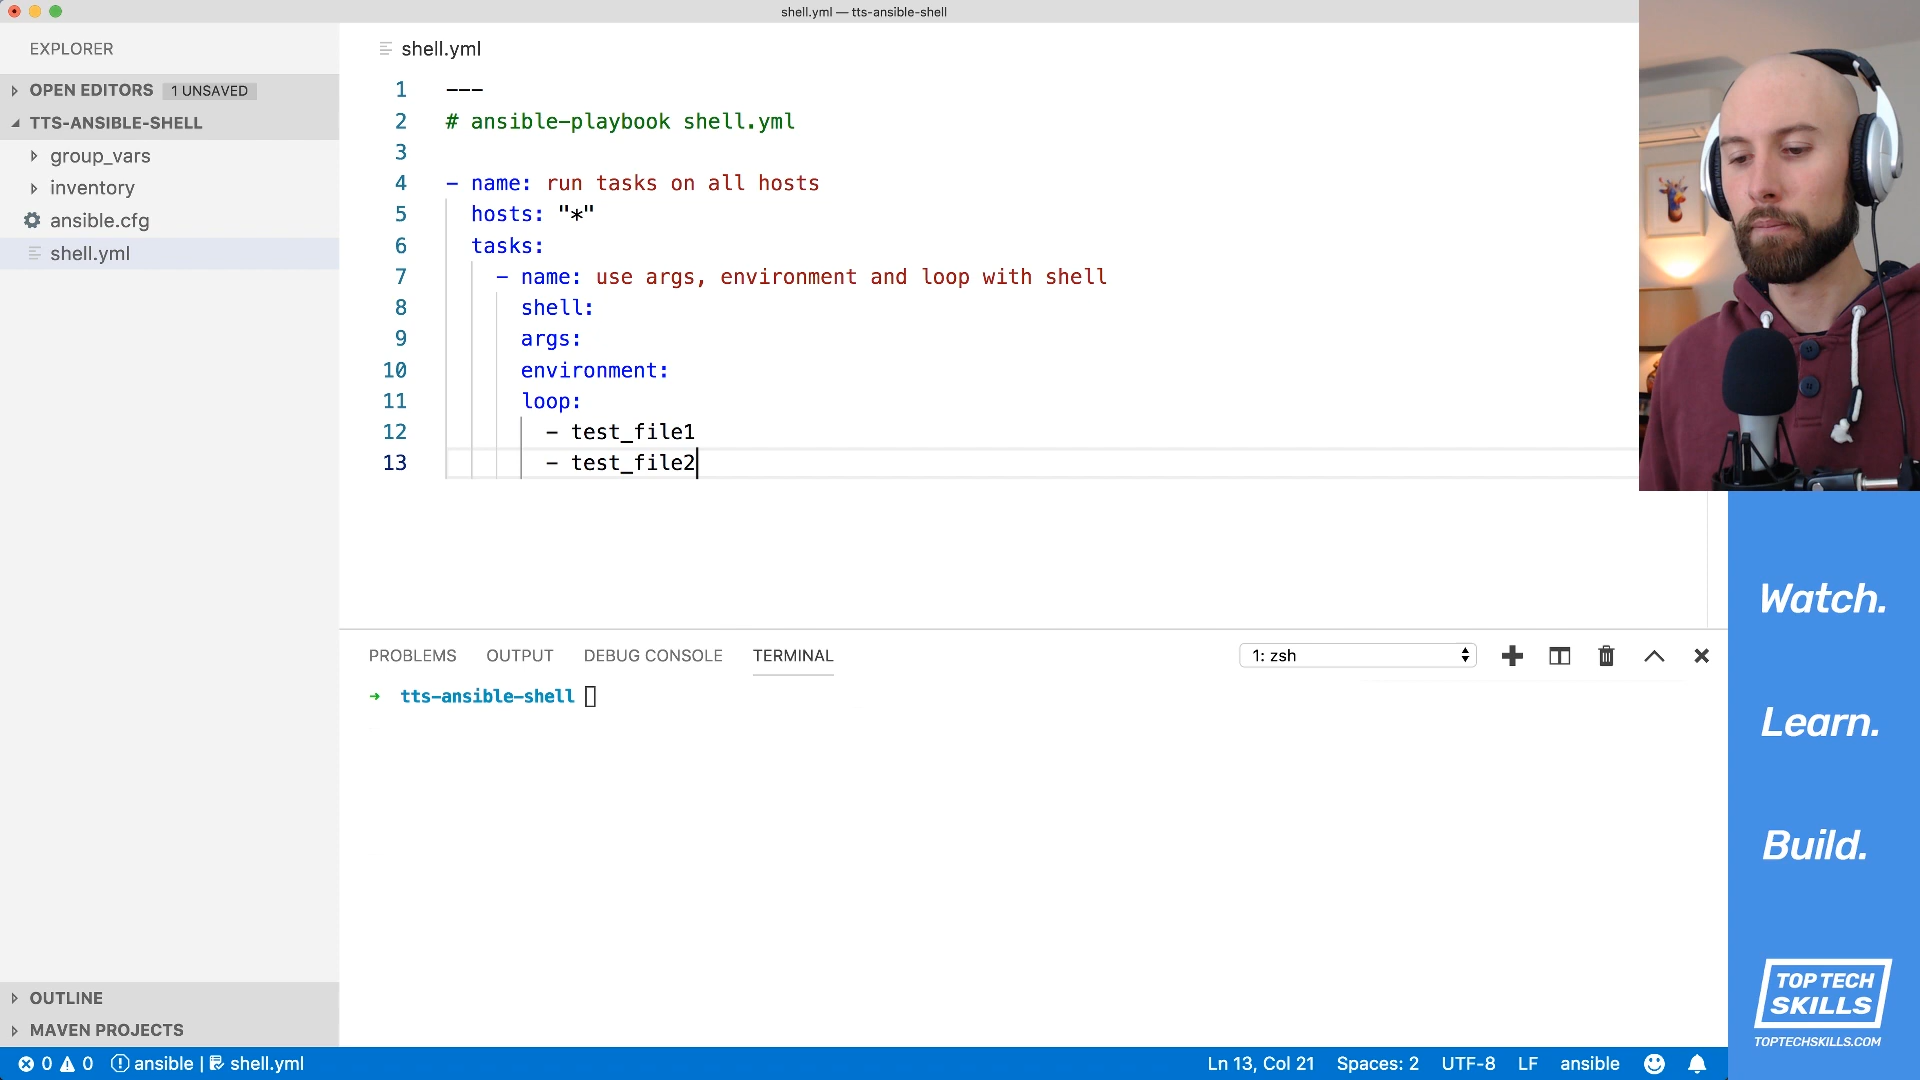 shell.yml — tts-ansible-shell
EXPLORER
OPEN EDITORS 1 UNSAVED
TTS-ANSIBLE-SHELL
group_vars
inventory
ansible.cfg
shell.yml
OUTLINE
MAVEN PROJECTS
shell.yml
1 ---
2 # ansible-playbook shell.yml
3
4 - name: run tasks on all hosts
5 hosts: "*"
6 tasks:
7 - name: use args, environment and loop with shell
8 shell:
9 args:
10 environment:
11 loop:
12 - test_file1
13 - test_file2
PROBLEMS OUTPUT DEBUG CONSOLE TERMINAL 1: zsh
→ tts-ansible-shell
Watch.
Learn.
Build.
TOP TECH
SKILLS
TOPTECHSKILLS.COM
0 0 ansible | shell.yml Ln 13, Col 21 Spaces: 2 UTF-8 LF ansible